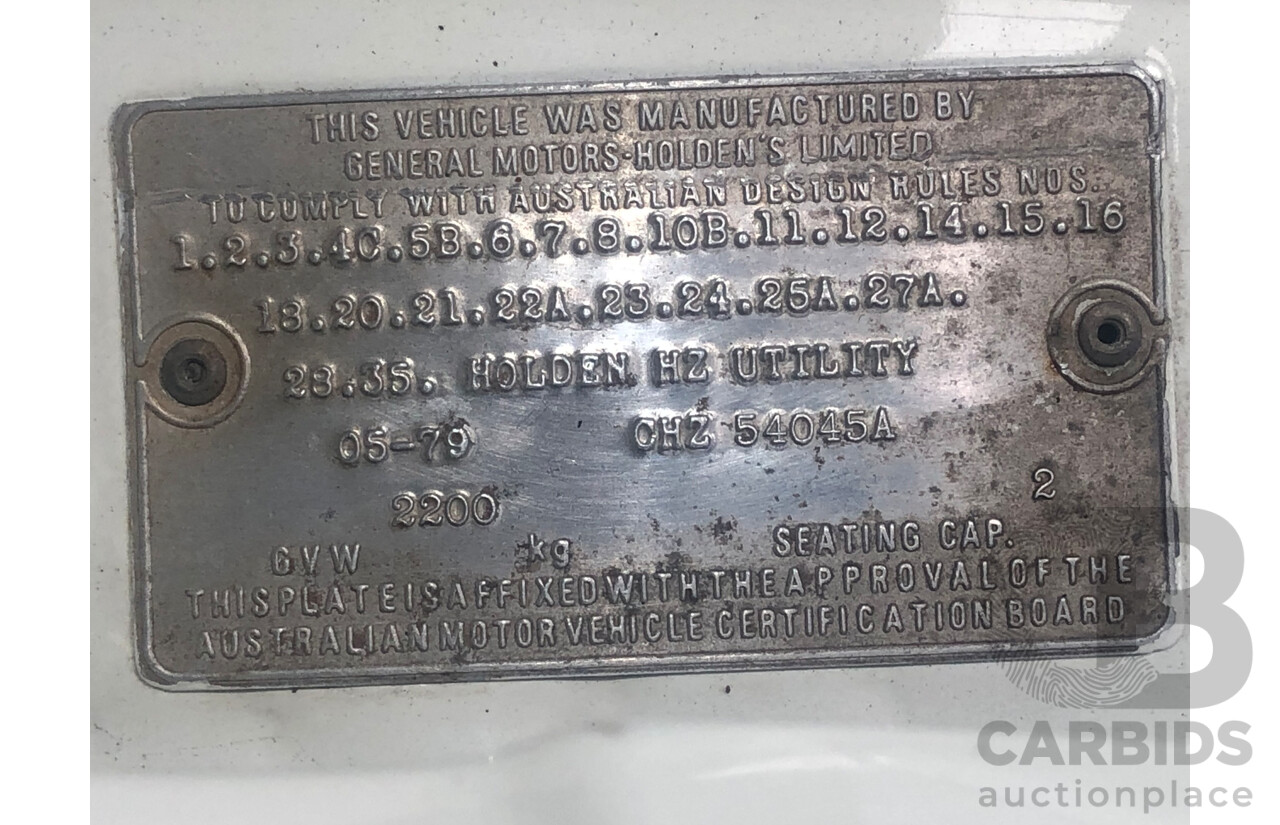 THIS VEHICLE WAS MANUFACTURED BY
GENERAL MOTORS-HOLDEN'S LIMITED
TO COMPLY WITH AUSTRALIAN DESIGN RULES NOS.
1.2.3.4C.5B.6.7.8.10B.11.12.14.15.16
18.20.21.22A.23.24.25A.27A.
28.35. HOLDEN HZ UTILITY
05-79 CHZ 54045A
2200 2
GVW kg SEATING CAP.
THIS PLATE IS AFFIXED WITH THE APPROVAL OF THE
AUSTRALIAN MOTOR VEHICLE CERTIFICATION BOARD
B
CARBIDS
auctionplace